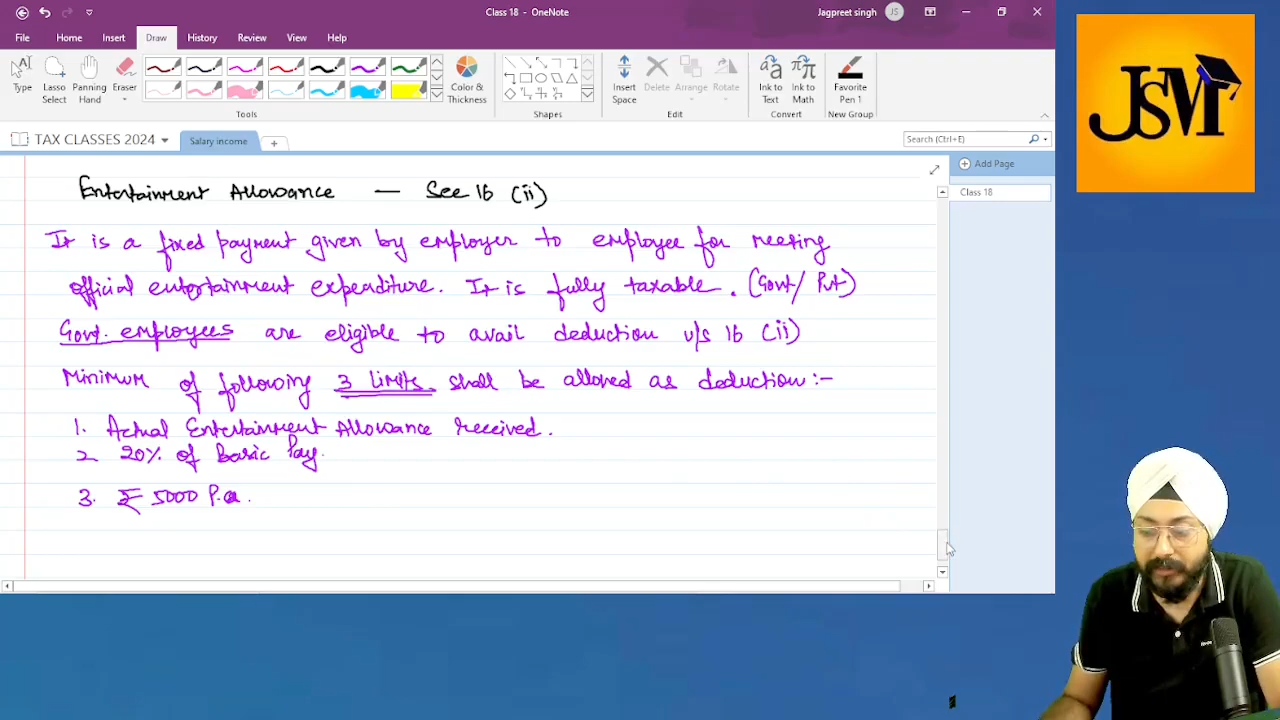 Class 18 - OneNote
Jagpreet singh
JS
File Home Insert Draw History Review View Help
Type
Lasso Select
Panning Hand
Eraser
Color & Thickness
Insert Space
Delete
Arrange
Rotate
Ink to Text
Ink to Math
Favorite Pen 1
Tools
Shapes
Edit
Convert
New Group
TAX CLASSES 2024
Salary income
Search (Ctrl+E)
Add Page
Class 18
Entertainment Allowance — Sec 16 (ii)
It is a fixed payment given by employer to employee for meeting
official entertainment expenditure. It is fully taxable. (Govt/ Pvt)
Govt. employees are eligible to avail deduction u/s 16 (ii)
Minimum of following 3 limits shall be allowed as deduction:-
1. Actual Entertainment Allowance received.
2 20% of Basic Pay.
3. ₹ 5000 P.a.
JSM